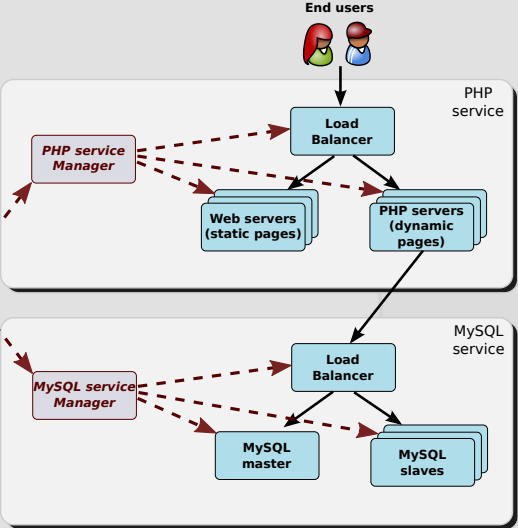 End users
PHP
service
Load
Balancer
PHP service
Manager
Web servers
(static pages)
PHP servers
(dynamic
pages)
MySQL
service
Load
Balancer
MySQL service
Manager
MySQL
master
MySQL
slaves